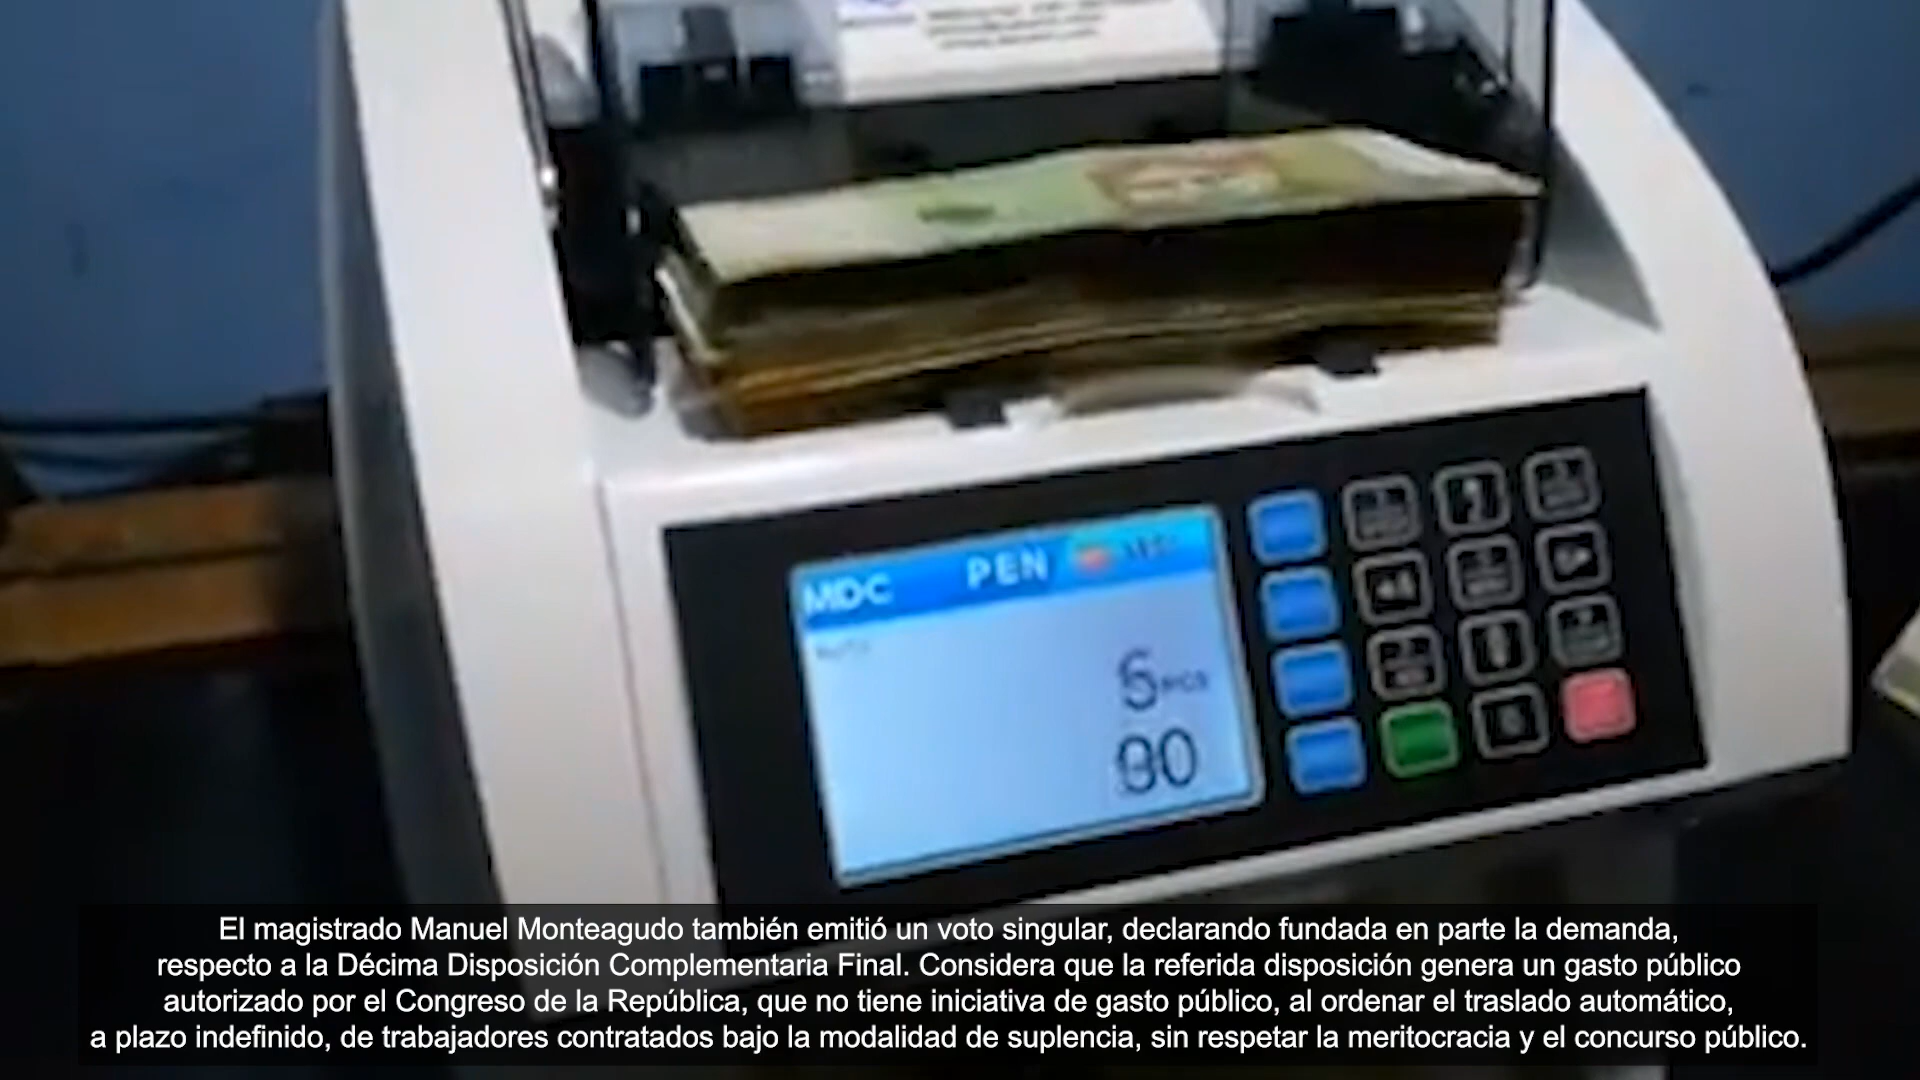 MDC PEN
El magistrado Manuel Monteagudo también emitió un voto singular, declarando fundada en parte la demanda,
respecto a la Décima Disposición Complementaria Final. Considera que la referida disposición genera un gasto público
autorizado por el Congreso de la República, que no tiene iniciativa de gasto público, al ordenar el traslado automático,
a plazo indefinido, de trabajadores contratados bajo la modalidad de suplencia, sin respetar la meritocracia y el concurso público.